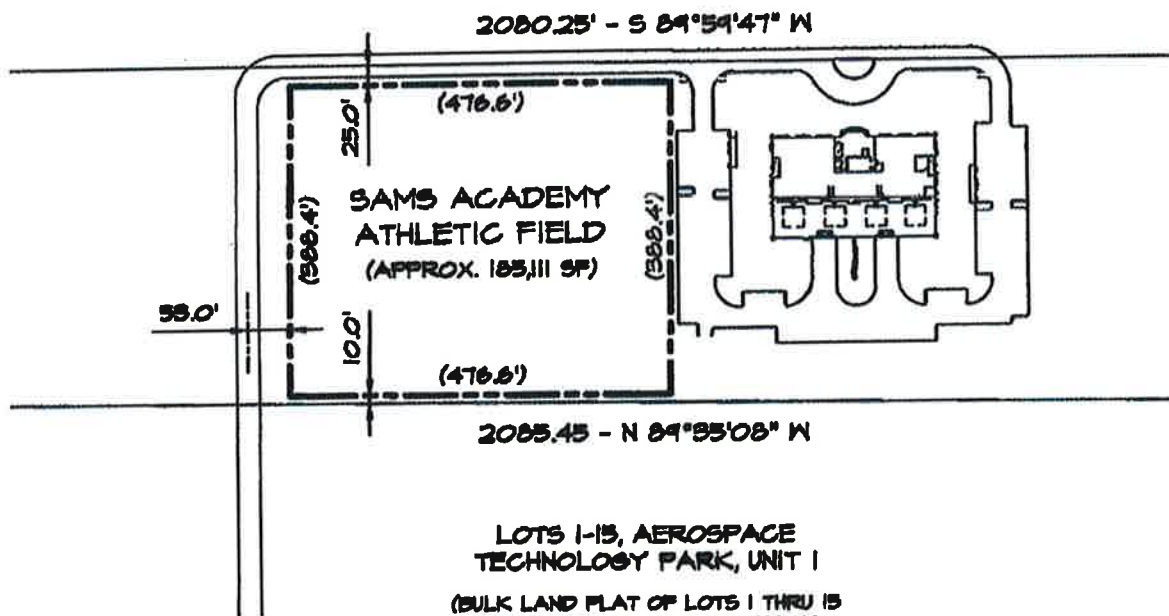 2080.25' - S 89°59'47" W
(476.6')
25.0'
SAMS ACADEMY
ATHLETIC FIELD
(APPROX. 185,111 SF)
(388.4')
(388.4')
53.0'
10.0'
(476.6')
2085.45 - N 89°35'08" W
LOTS 1-15, AEROSPACE
TECHNOLOGY PARK, UNIT 1
(BULK LAND PLAT OF LOTS 1 THRU 15